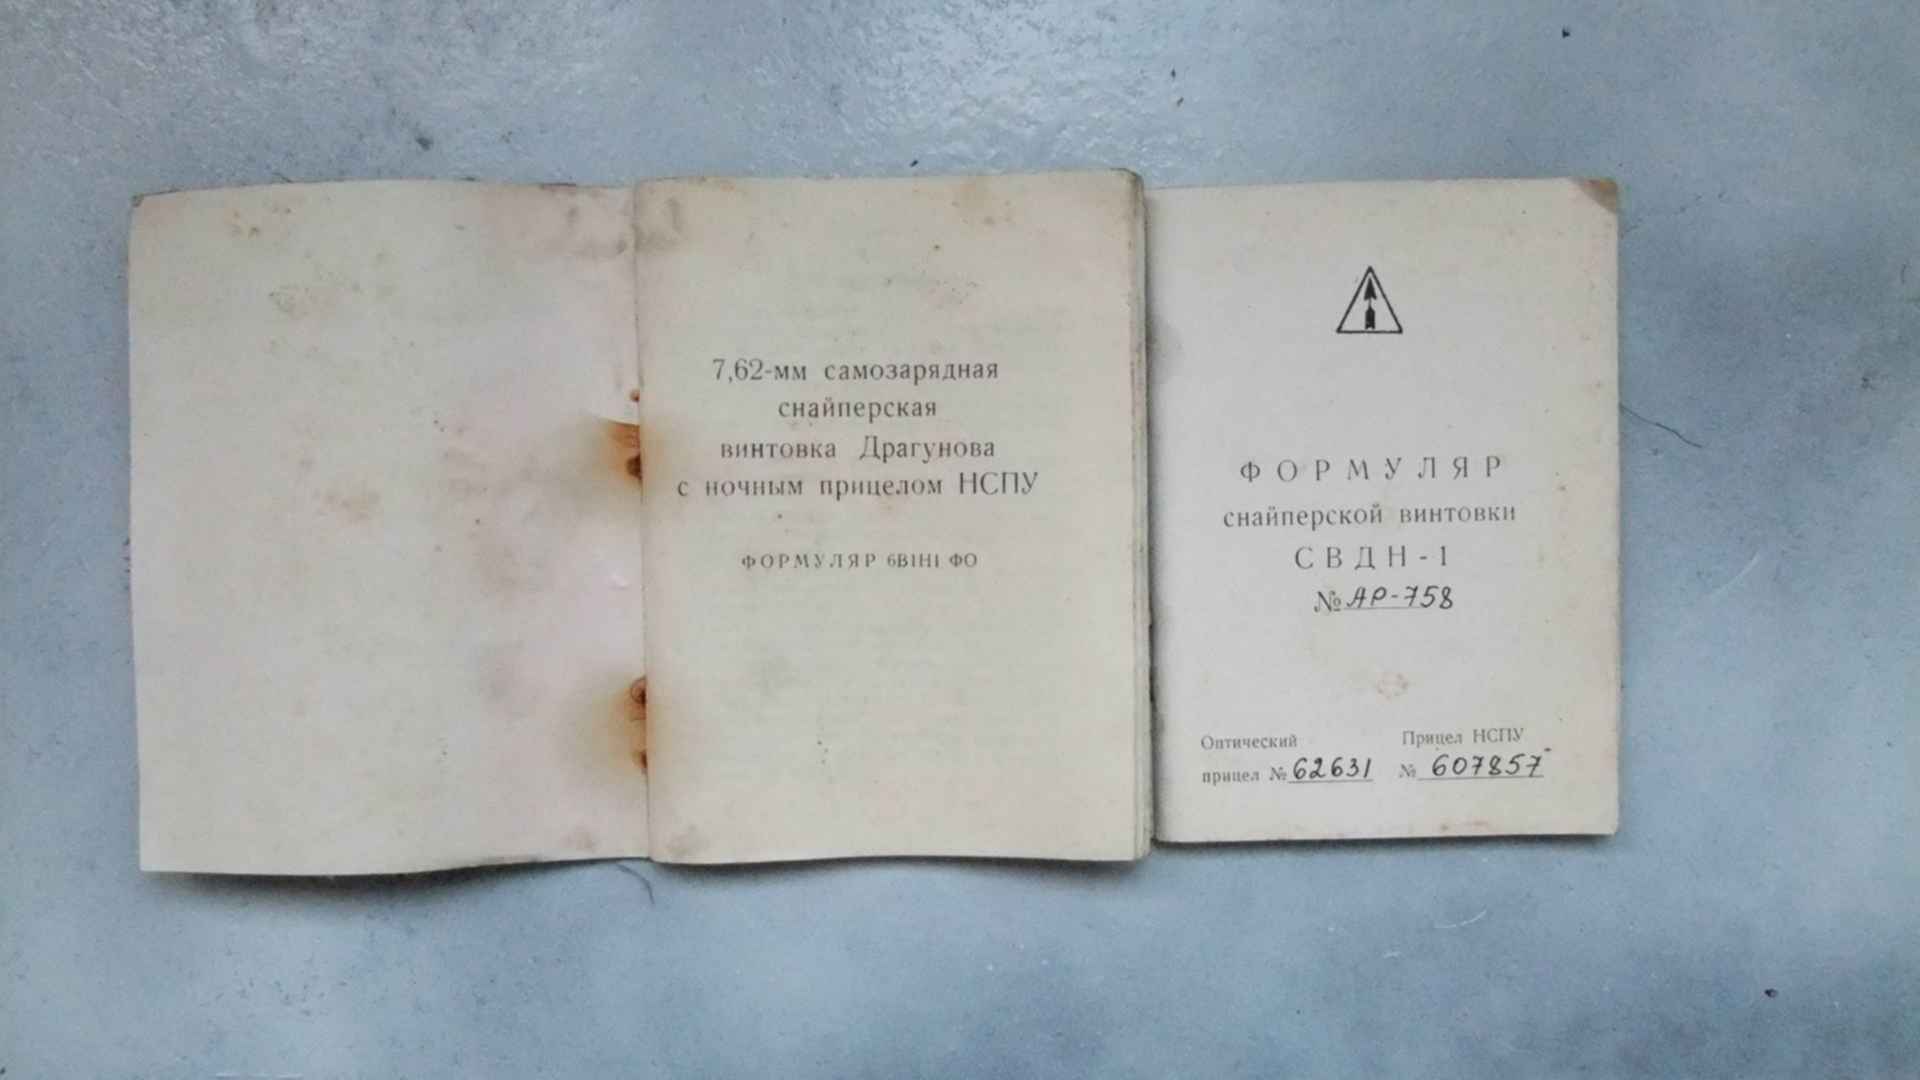 7,62-мм самозарядная
снайперская
винтовка Драгунова
с ночным прицелом НСПУ
ФОРМУЛЯР 6В1Н1 ФО
ФОРМУЛЯР
снайперской винтовки
СВДН-1
№ АР-758
Оптический
прицел № 62631
Прицел НСПУ
№ 607857